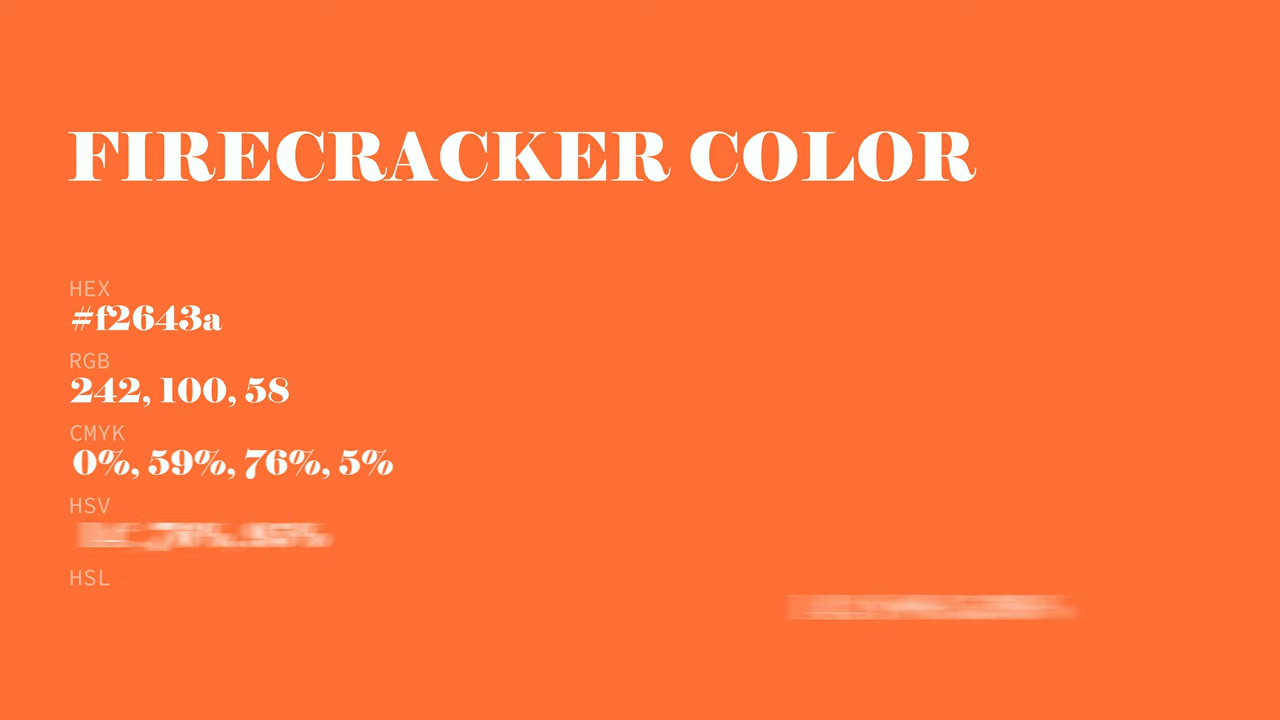 FIRECRACKER COLOR
HEX
#f2643a
RGB
242, 100, 58
CMYK
0%, 59%, 76%, 5%
HSV
HSL